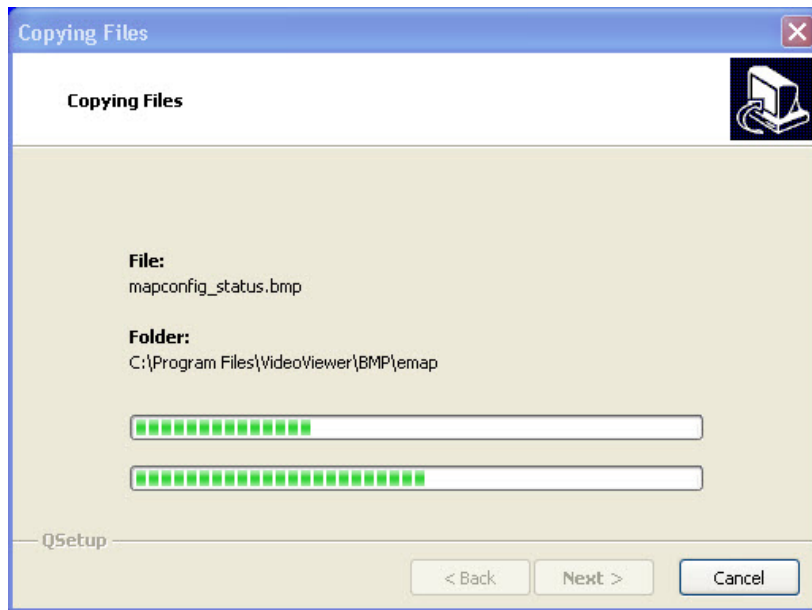 Copying Files
Copying Files
File:
mapconfig_status.bmp
Folder:
C:\Program Files\VideoViewer\BMP\emap
QSetup
< Back
Next >
Cancel